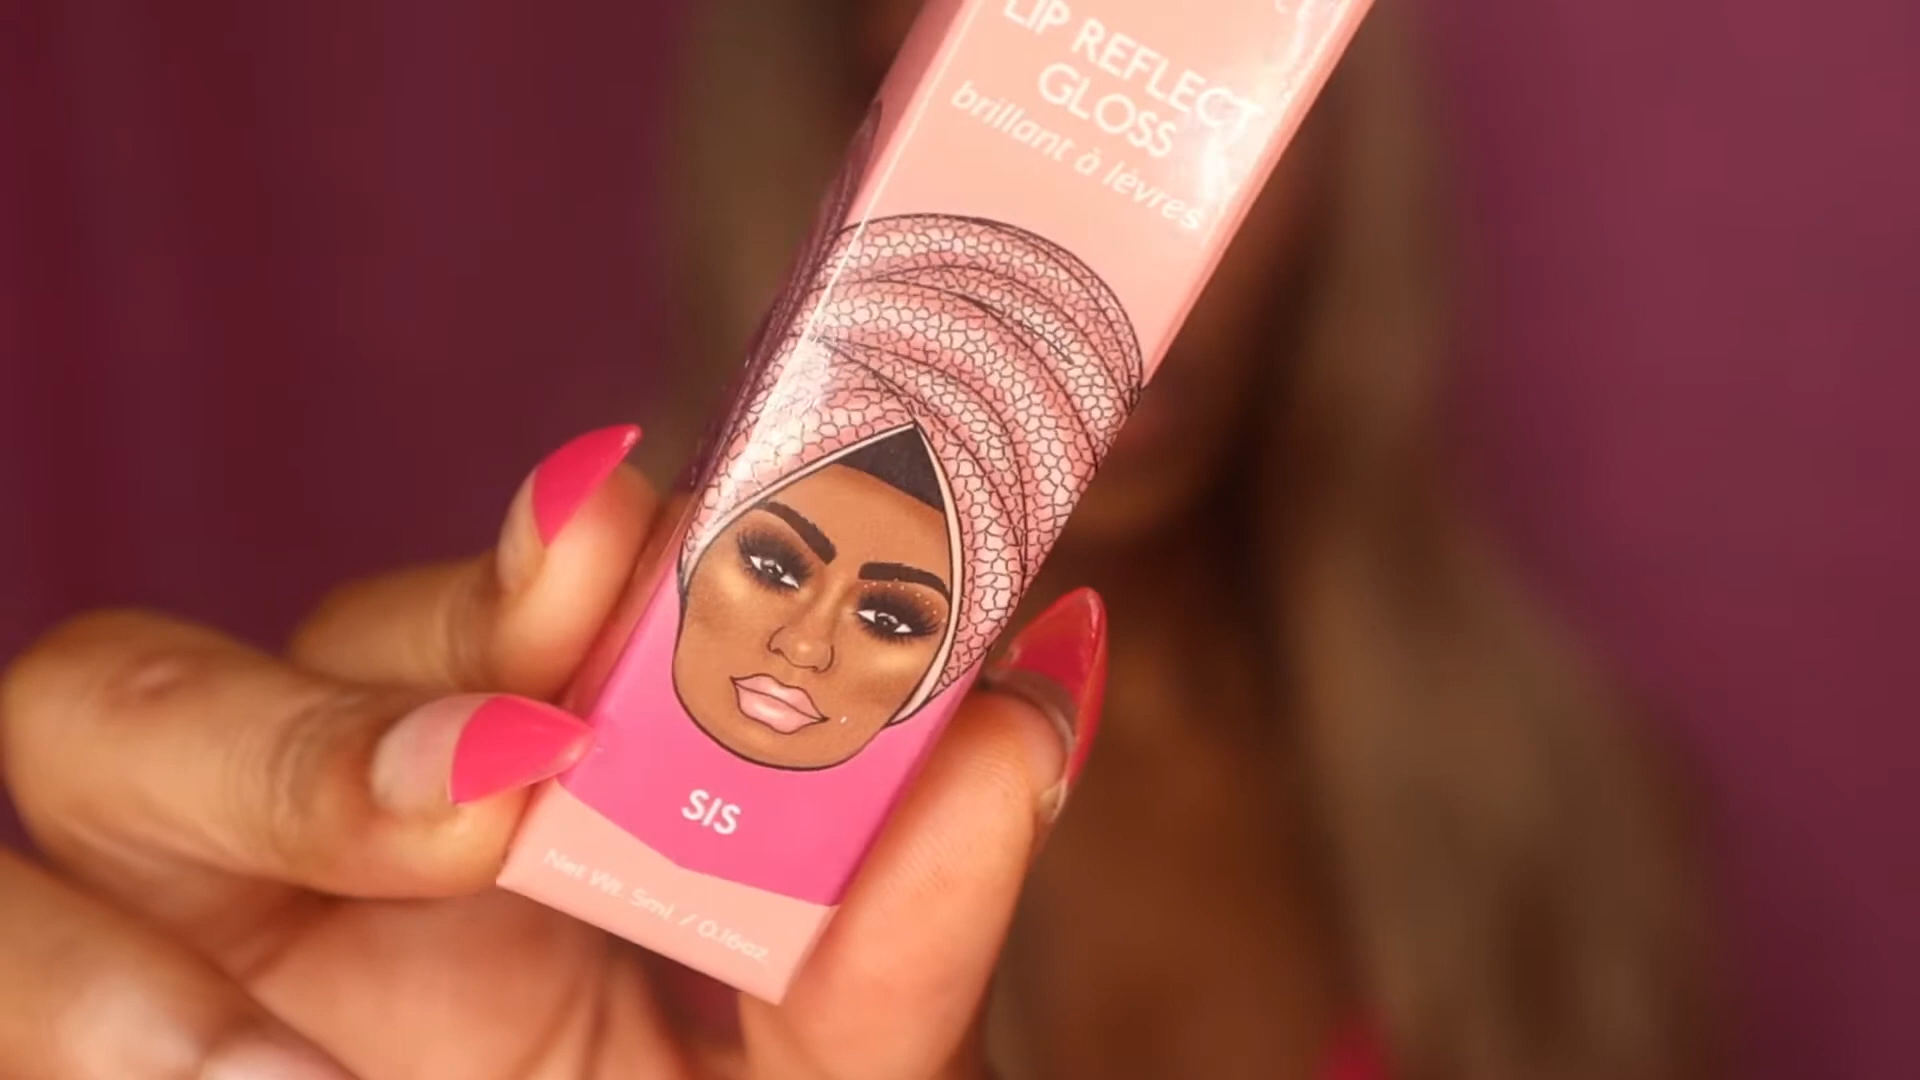 LIP REFLECT
GLOSS
brillant à lèvres
SIS
Net Wt. 5ml / 0.16oz